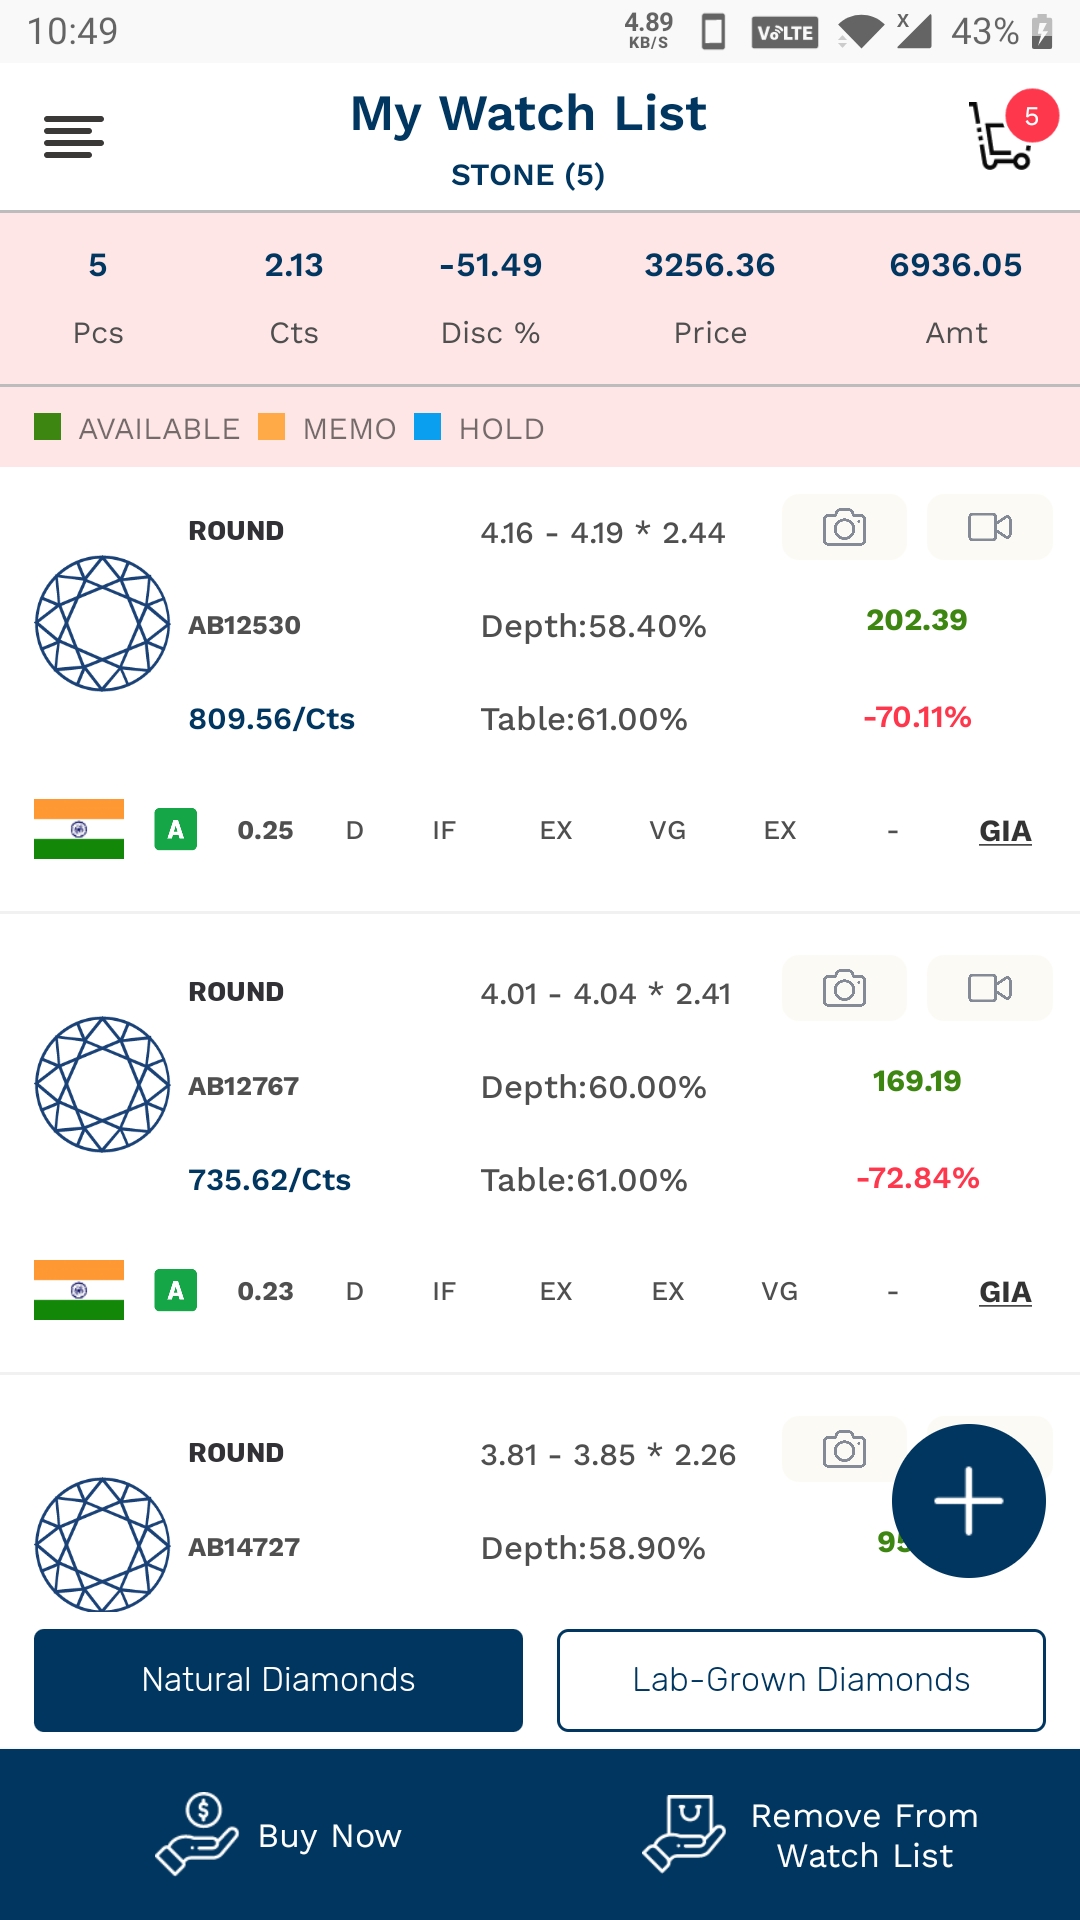 10:49 4.89 KB/S VoLTE X 43%
My Watch List 5
STONE (5)
5 2.13 -51.49 3256.36 6936.05
Pcs Cts Disc % Price Amt
AVAILABLE MEMO HOLD
ROUND 4.16 - 4.19 * 2.44
AB12530 Depth:58.40% 202.39
809.56/Cts Table:61.00% -70.11%
A 0.25 D IF EX VG EX - GIA
ROUND 4.01 - 4.04 * 2.41
AB12767 Depth:60.00% 169.19
735.62/Cts Table:61.00% -72.84%
A 0.23 D IF EX EX VG - GIA
ROUND 3.81 - 3.85 * 2.26
AB14727 Depth:58.90%
Natural Diamonds Lab-Grown Diamonds
Buy Now Remove From
Watch List